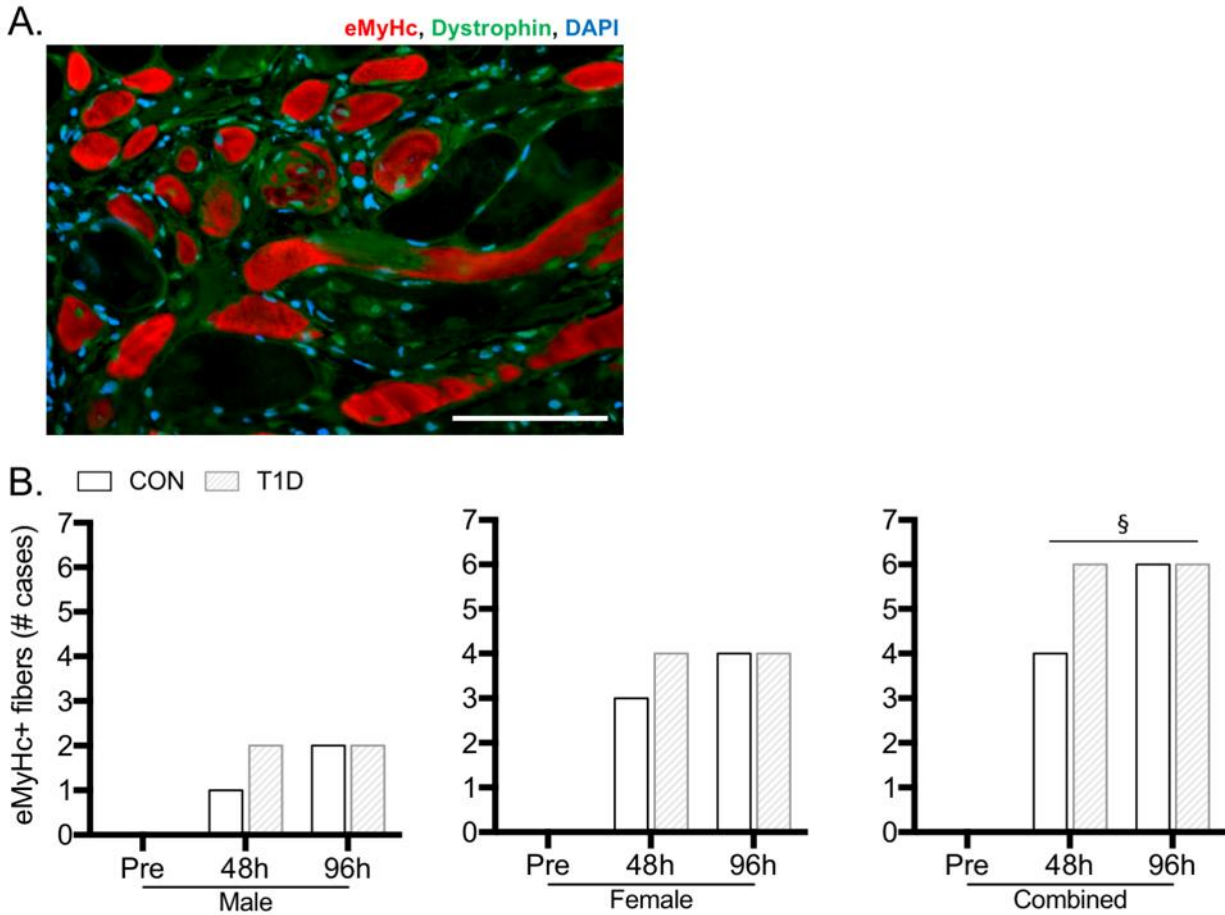 A.
eMyHc, Dystrophin, DAPI
B.
CON
T1D
eMyHc+ fibers (# cases)
7
6
5
4
3
2
1
0
Pre
48h
96h
Male
7
6
5
4
3
2
1
0
Pre
48h
96h
Female
7
6
5
4
3
2
1
0
§
Pre
48h
96h
Combined